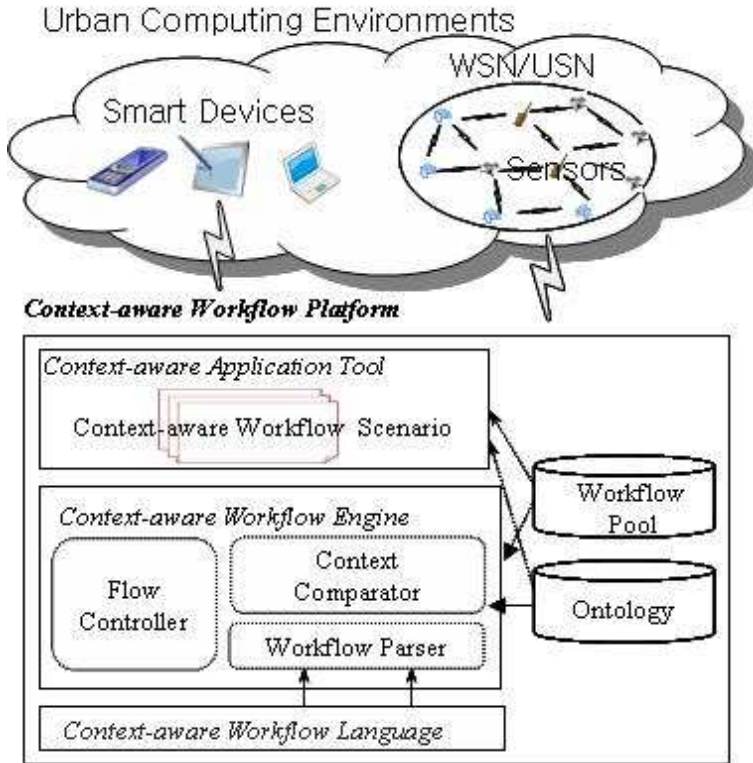 Urban Computing Environments
WSN/USN
Smart Devices
Sensors
Context-aware Workflow Platform
Context-aware Application Tool
Context-aware Workflow Scenario
Context-aware Workflow Engine
Flow
Controller
Context
Comparator
Workflow Parser
Workflow
Pool
Ontology
Context-aware Workflow Language